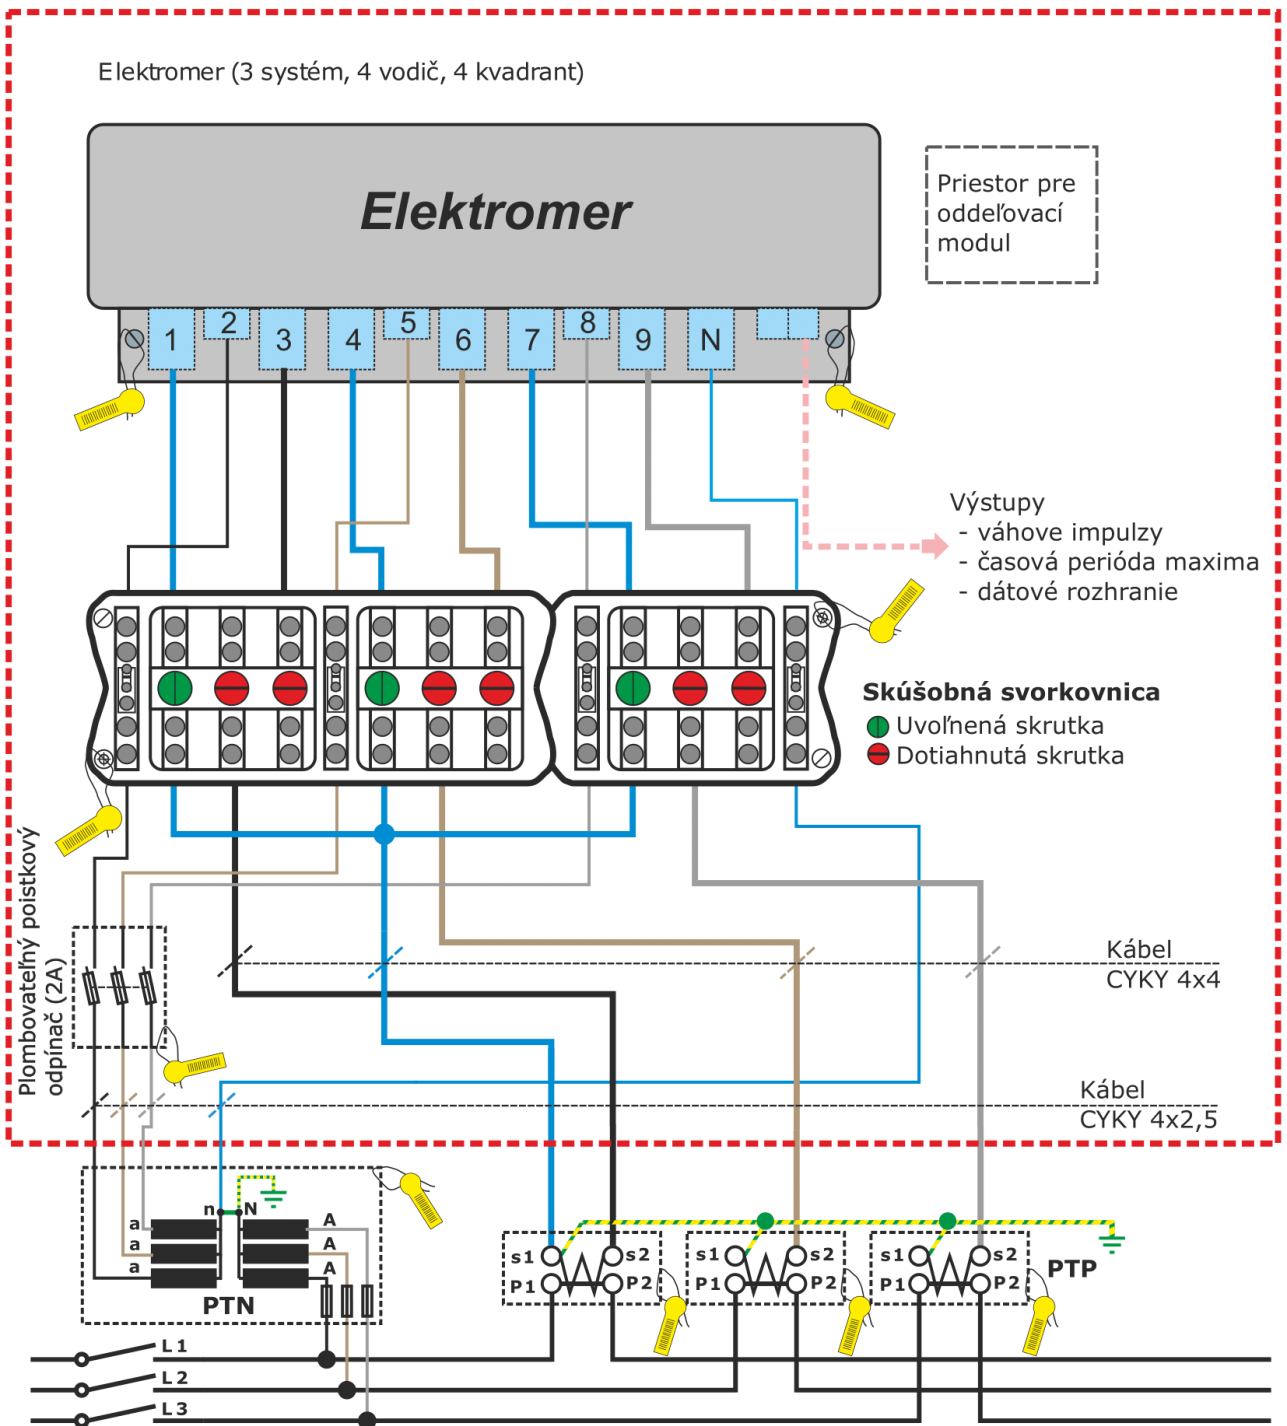 Elektromer (3 systém, 4 vodič, 4 kvadrant)
Elektromer
Priestor pre
oddeľovací
modul
1
2
3
4
5
6
7
8
9
N
Výstupy
- váhove impulzy
- časová perióda maxima
- dátové rozhranie
Skúšobná svorkovnica
Uvoľnená skrutka
Dotiahnutá skrutka
Plombovateľný poistkový
odpínač (2A)
Kábel
CYKY 4x4
Kábel
CYKY 4x2,5
n
N
a
A
a
A
a
A
PTN
s1
s2
P1
P2
s1
s2
P1
P2
s1
s2
P1
P2
PTP
L1
L2
L3